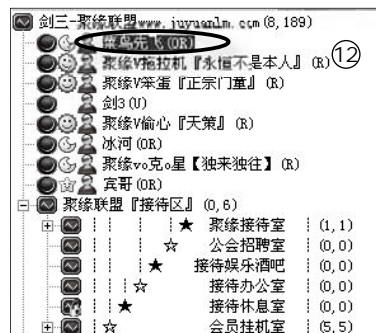 剑三-聚缘联盟www.juyuanlm.com(8,189)
菜鸟先飞(OR)
聚缘V拖拉机『永恒不是本人』(R)
⑫
聚缘V笨蛋『正宗门童』(R)
剑3(U)
聚缘V偷心『天策』(R)
冰河(OR)
聚缘vo克o星【独来独往】(R)
宾哥(OR)
聚缘联盟『接待区』(0,6)
★ 聚缘接待室 (1,1)
☆ 公会招聘室 (0,0)
★ 接待娱乐酒吧 (0,0)
☆ 接待办公室 (0,0)
★ 接待休息室 (0,0)
☆ 会员挂机室 (5,5)